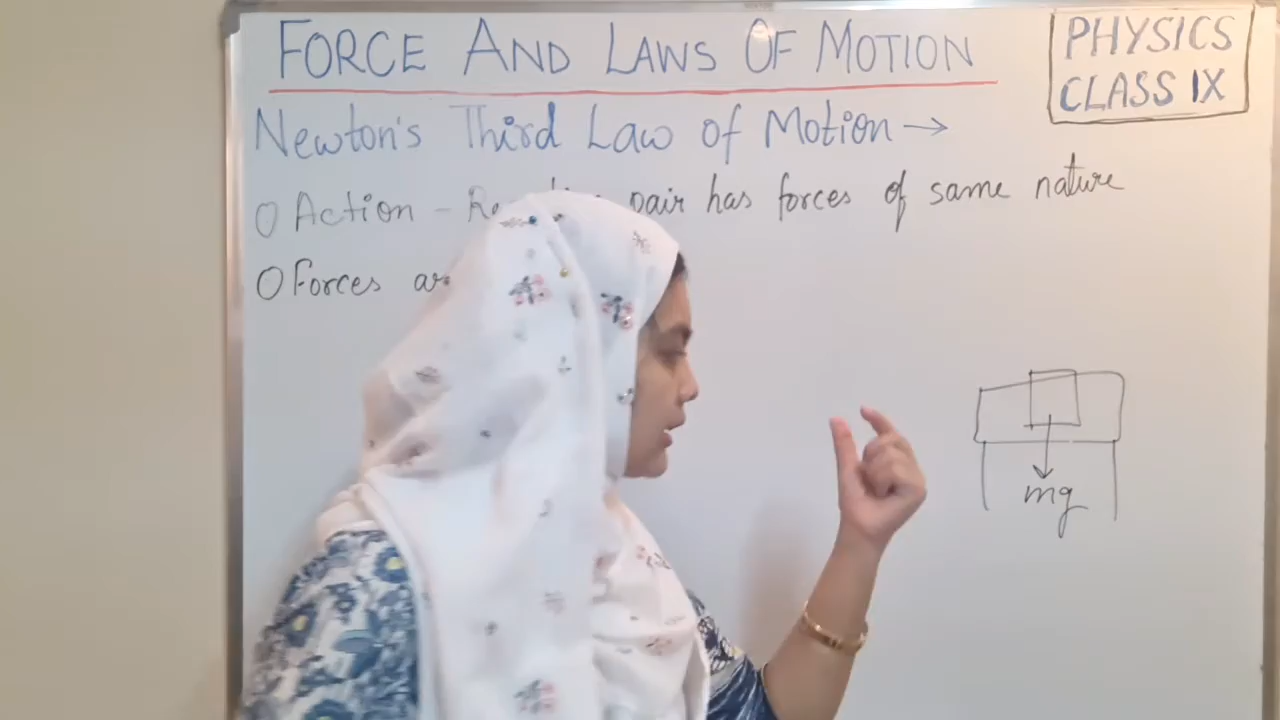 FORCE AND LAWS OF MOTION
PHYSICS
CLASS IX
Newton's Third Law of Motion →
O Action - pair has forces of same nature
O Forces
mg